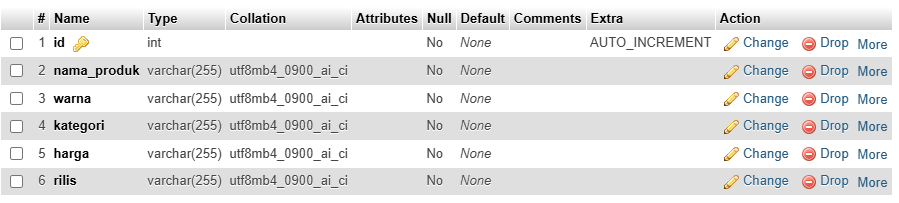 # Name Type Collation Attributes Null Default Comments Extra Action
1 id int No None AUTO_INCREMENT Change Drop More
2 nama_produk varchar(255) utf8mb4_0900_ai_ci No None Change Drop More
3 warna varchar(255) utf8mb4_0900_ai_ci No None Change Drop More
4 kategori varchar(255) utf8mb4_0900_ai_ci No None Change Drop More
5 harga varchar(255) utf8mb4_0900_ai_ci No None Change Drop More
6 rilis varchar(255) utf8mb4_0900_ai_ci No None Change Drop More